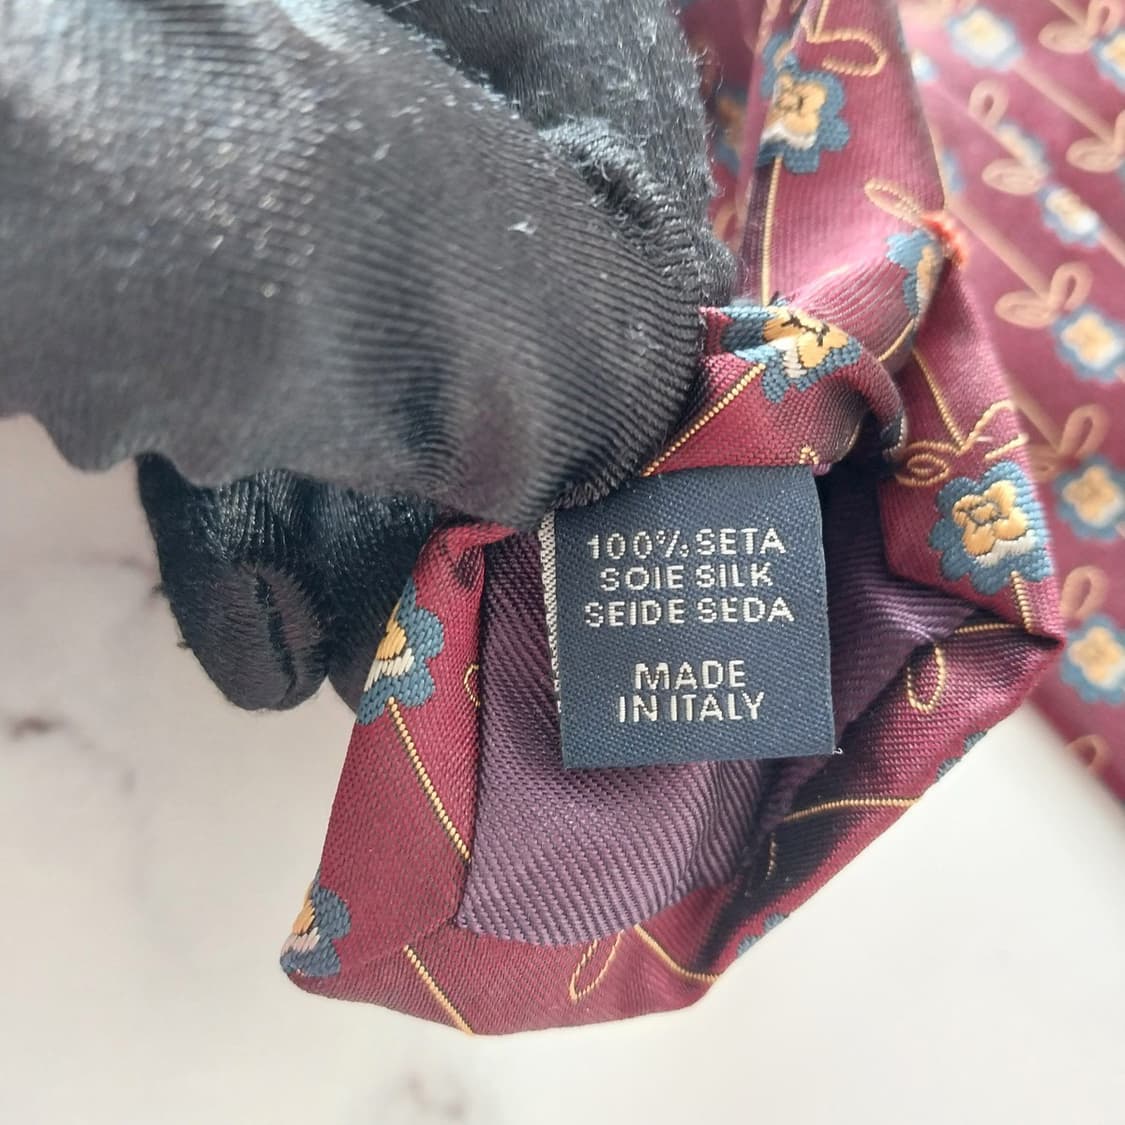 100% SETA
SOIE SILK
SEIDE SEDA
MADE
IN ITALY